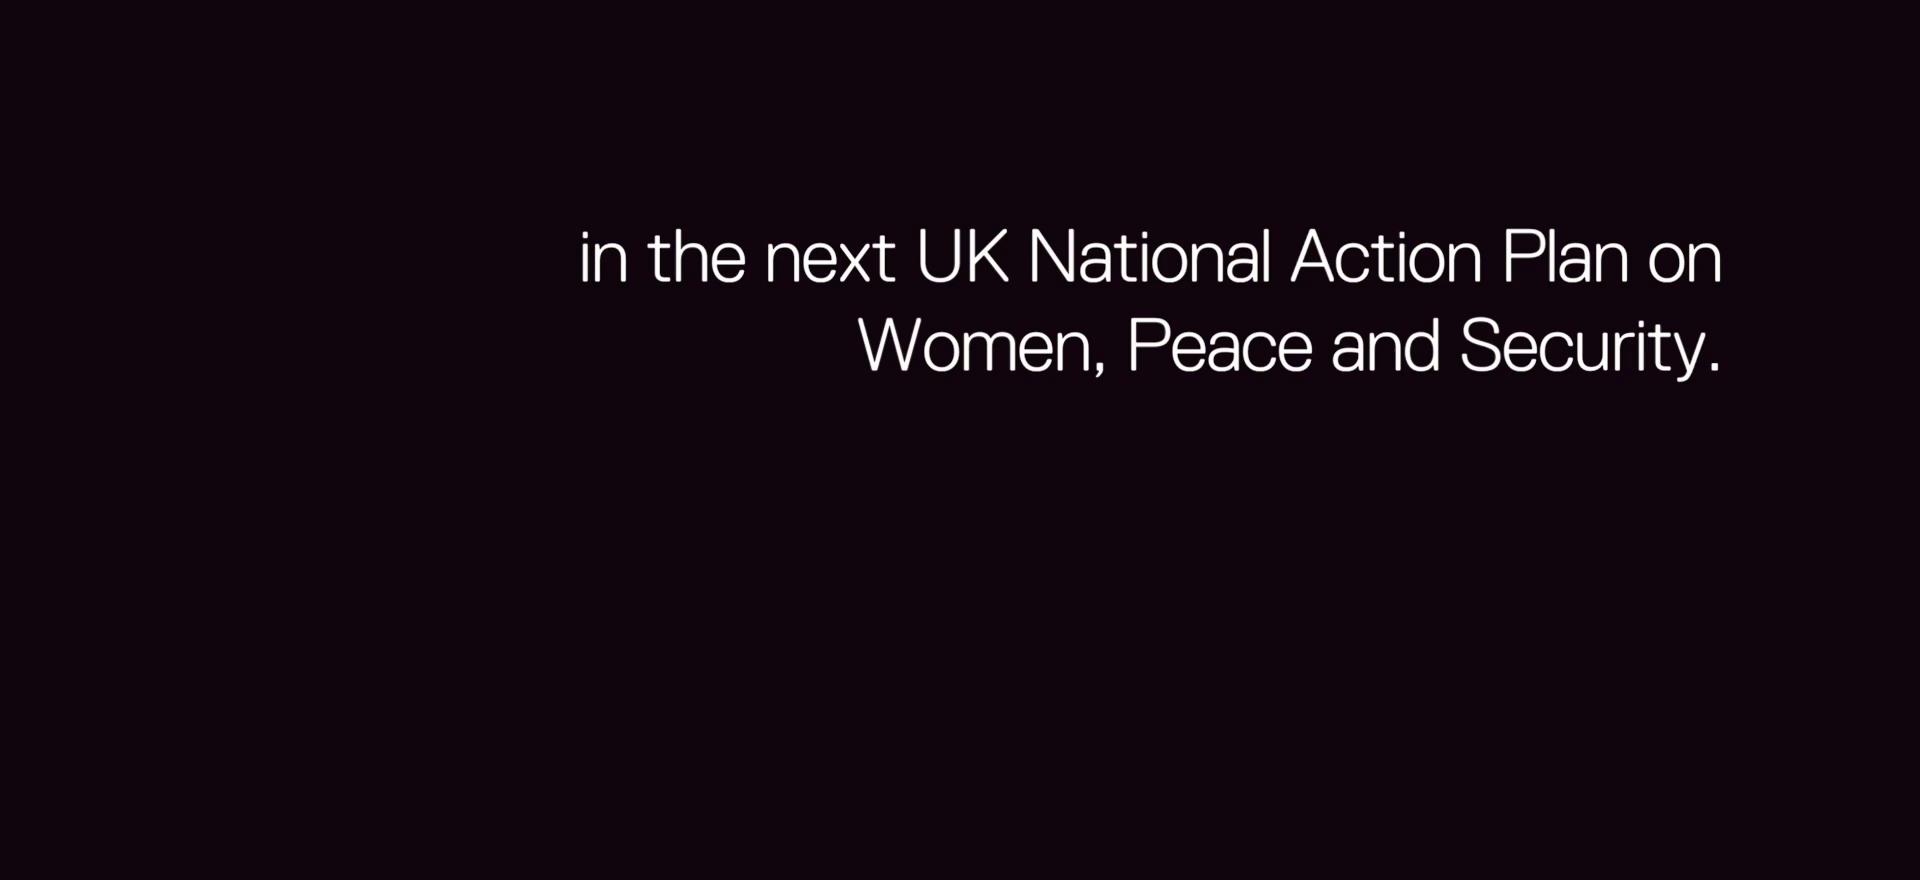 in the next UK National Action Plan on
Women, Peace and Security.